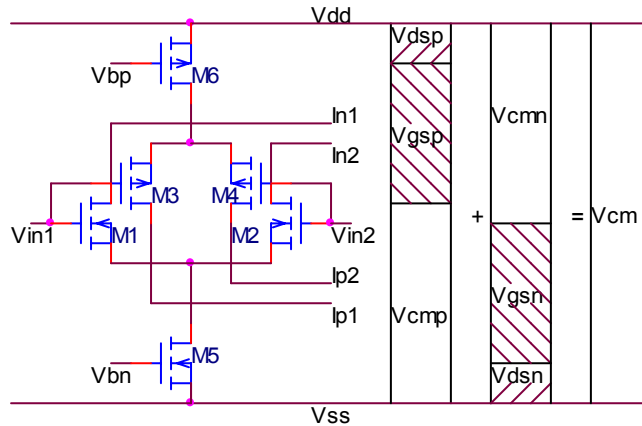 Vdd
Vbp
M6
Vdsp
Vgsp
Vcmn
In1
In2
M3
M4
M1
M2
Vin1
Vin2
+
= Vcm
Ip2
Ip1
Vcmp
Vgsn
M5
Vbn
Vdsn
Vss